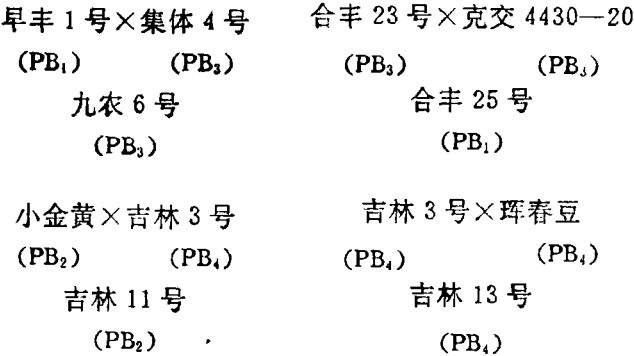 早丰 1 号×集体 4 号
(PB₁) (PB₃)
九农 6 号
(PB₃)
合丰 23 号×克交 4430—20
(PB₃) (PB₃)
合丰 25 号
(PB₁)
小金黄×吉林 3 号
(PB₂) (PB₄)
吉林 11 号
(PB₂)
吉林 3 号×珲春豆
(PB₄) (PB₄)
吉林 13 号
(PB₄)